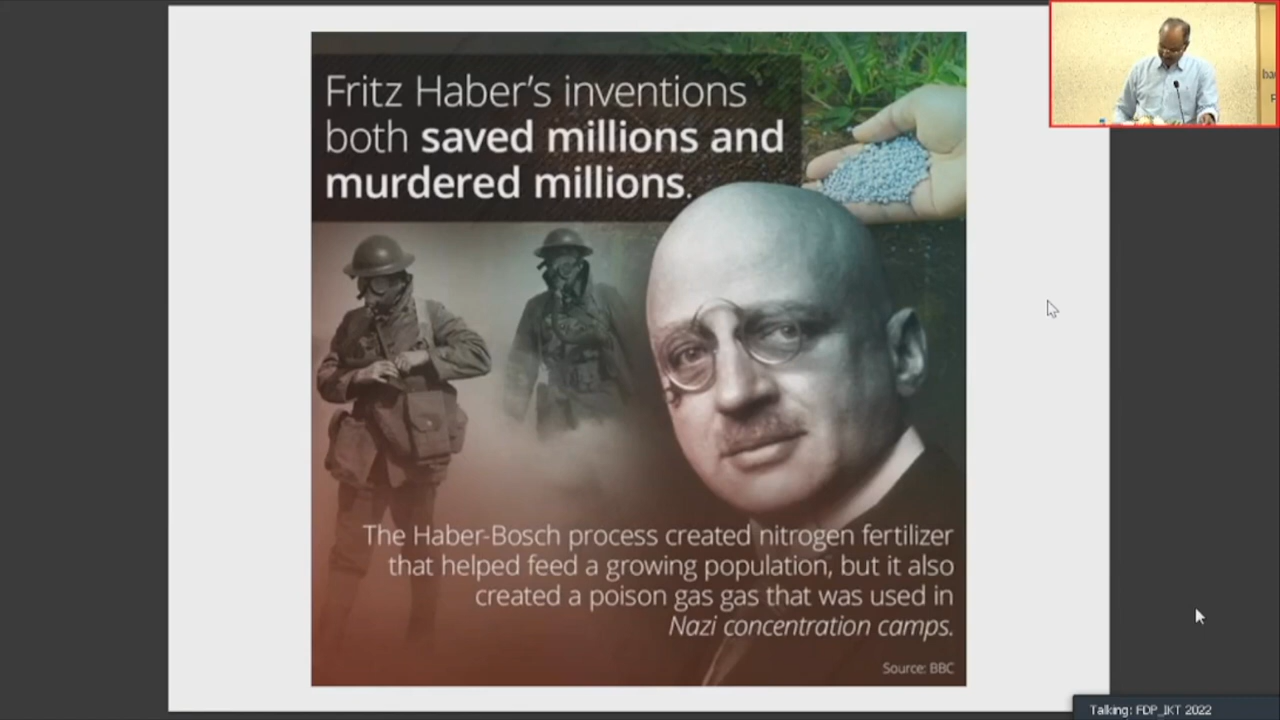 Fritz Haber's inventions
both saved millions and
murdered millions.
The Haber-Bosch process created nitrogen fertilizer
that helped feed a growing population, but it also
created a poison gas gas that was used in
Nazi concentration camps.
Source: BBC
Talking: FDP_IKT 2022